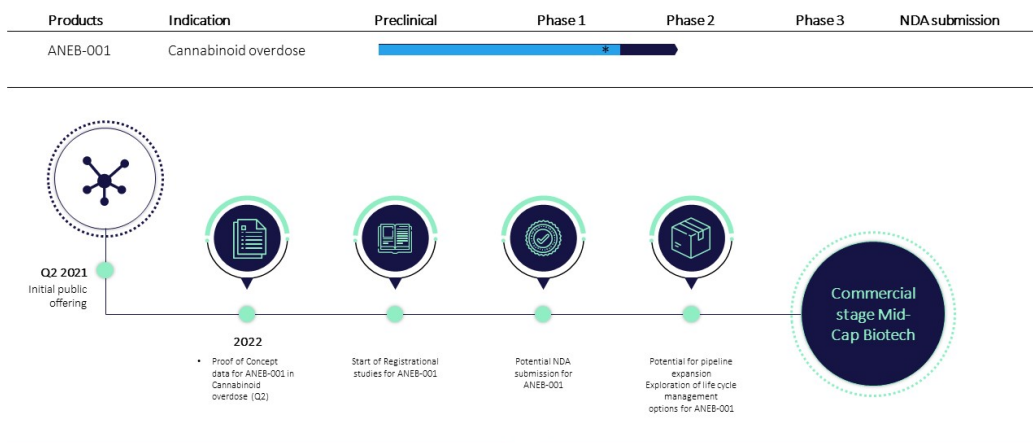 Products Indication Preclinical Phase 1 Phase 2 Phase 3 NDA submission
ANEB-001 Cannabinoid overdose *
Q2 2021
Initial public
offering
2022
• Proof of Concept
data for ANEB-001 in
Cannabinoid
overdose (Q2)
Start of Registrational
studies for ANEB-001
Potential NDA
submission for
ANEB-001
Potential for pipeline
expansion
Exploration of life cycle
management
options for ANEB-001
Commercial
stage Mid-
Cap Biotech